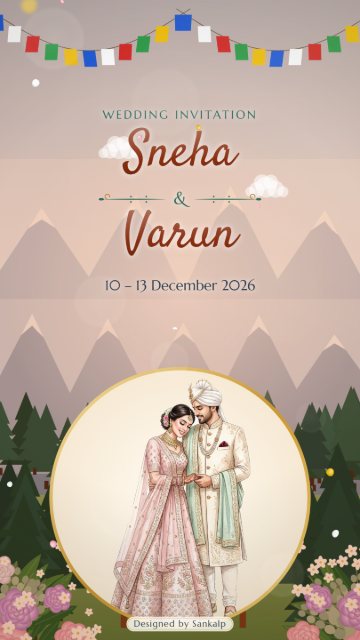 WEDDING INVITATION
Sneha
&
Varun
10 – 13 December 2026
Designed by Sankalp